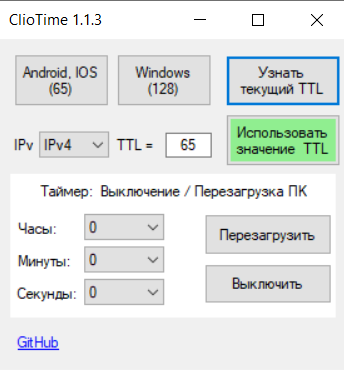 ClioTime 1.1.3
Android, IOS
(65)
Windows
(128)
Узнать
текущий TTL
IPv IPv4 TTL = 65
Использовать
значение TTL
Таймер: Выключение / Перезагрузка ПК
Часы: 0
Перезагрузить
Минуты: 0
Секунды: 0
Выключить
GitHub